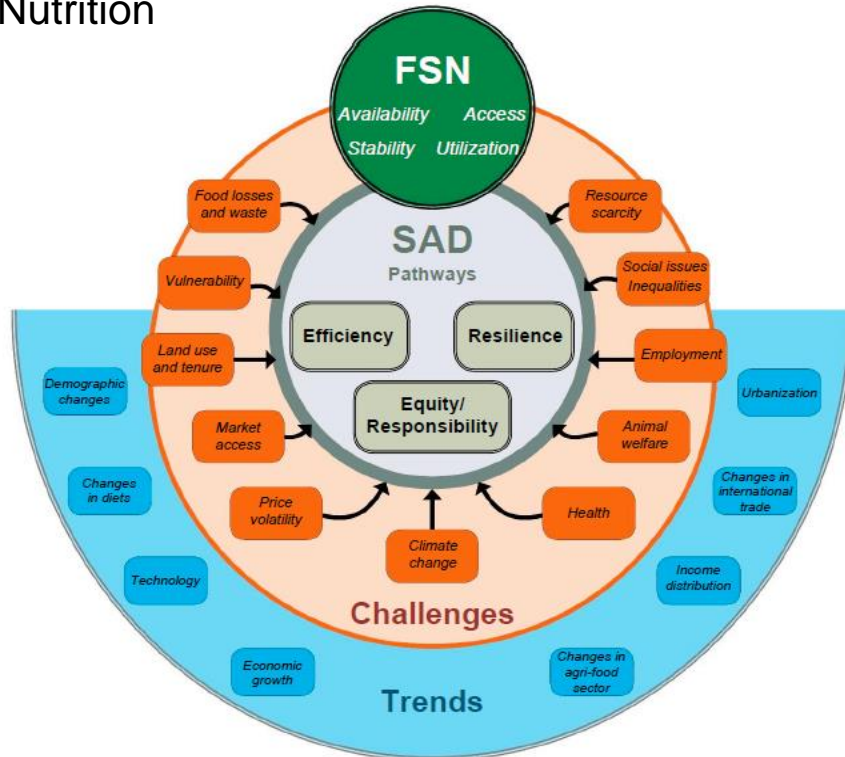 Nutrition
FSN
Availability Access
Stability Utilization
Food losses
and waste
Resource
scarcity
SAD
Pathways
Vulnerability
Social issues
Inequalities
Efficiency
Resilience
Land use
and tenure
Employment
Demographic
changes
Urbanization
Equity/
Responsibility
Market
access
Animal
welfare
Changes
in diets
Changes in
international
trade
Price
volatility
Health
Climate
change
Technology
Income
distribution
Challenges
Economic
growth
Changes in
agri-food
sector
Trends